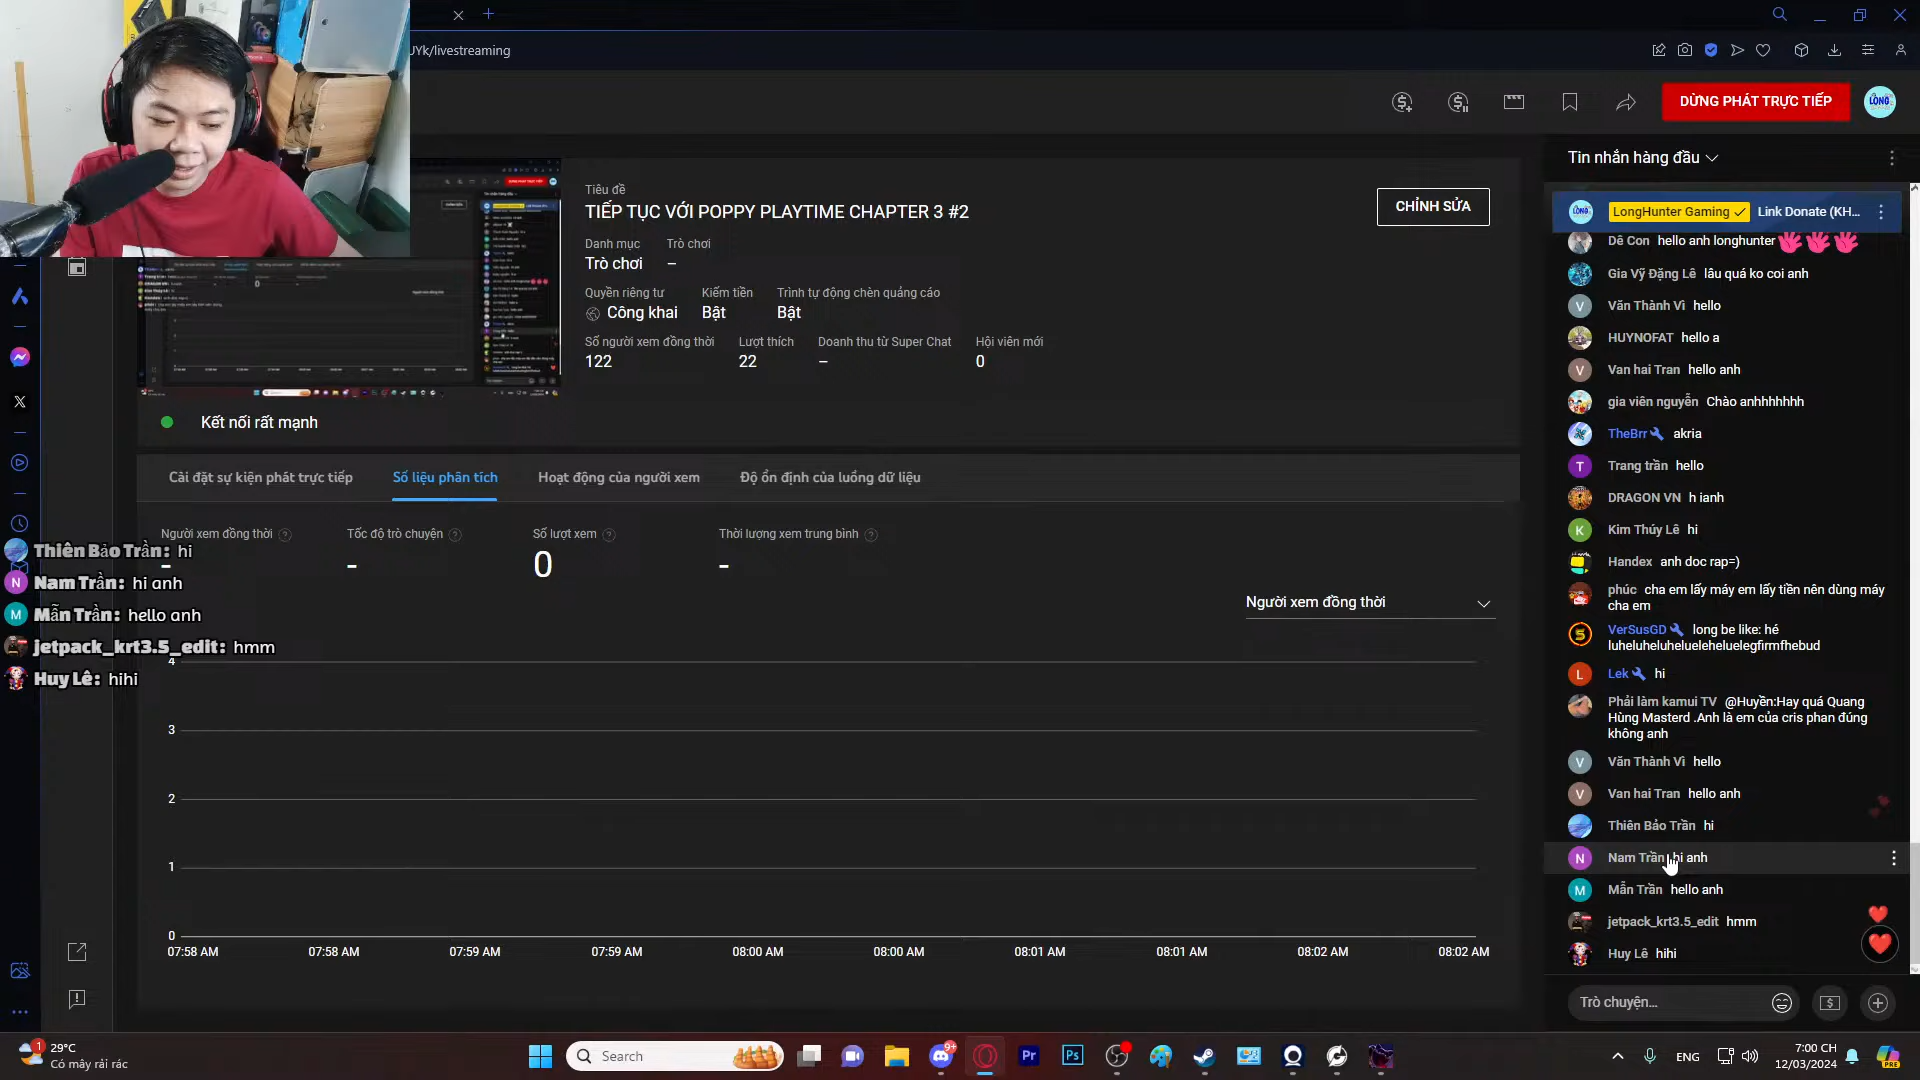 UYk/livestreaming
DỪNG PHÁT TRỰC TIẾP
LONG
Tiêu đề
TIẾP TỤC VỚI POPPY PLAYTIME CHAPTER 3 #2
CHỈNH SỬA
Danh mục
Trò chơi
Trò chơi
–
Quyền riêng tư
Kiếm tiền
Trình tự động chèn quảng cáo
Công khai
Bật
Bật
Số người xem đồng thời
Lượt thích
Doanh thu từ Super Chat
Hội viên mới
122
22
–
0
Kết nối rất mạnh
Cài đặt sự kiện phát trực tiếp
Số liệu phân tích
Hoạt động của người xem
Độ ổn định của luồng dữ liệu
Người xem đồng thời
Tốc độ trò chuyện
Số lượt xem
Thời lượng xem trung bình
-
-
0
-
Người xem đồng thời
4
3
2
1
0
07:58 AM
07:58 AM
07:59 AM
07:59 AM
08:00 AM
08:00 AM
08:01 AM
08:01 AM
08:02 AM
08:02 AM
Thiên Bảo Trần: hi
Nam Trần: hi anh
Mẫn Trần: hello anh
jetpack_krt3.5_edit: hmm
Huy Lê: hihi
Tin nhắn hàng đầu
LongHunter Gaming Link Donate (KH...
Dê Con hello anh longhunter
Gia Vỹ Đặng Lê lâu quá ko coi anh
Văn Thành Vì hello
HUYNOFAT hello a
Van hai Tran hello anh
gia viên nguyễn Chào anhhhhhhh
TheBrr akria
Trang trần hello
DRAGON VN h ianh
Kim Thúy Lê hi
Handex anh doc rap=)
phúc cha em lấy máy em lấy tiền nên dùng máy
cha em
VerSusGD long be like: hé
luheluheluhelueleheluelegfirmfhebud
Lek hi
Phải làm kamui TV @Huyền:Hay quá Quang
Hùng Masterd .Anh là em của cris phan đúng
không anh
Văn Thành Vì hello
Van hai Tran hello anh
Thiên Bảo Trần hi
Nam Trần hi anh
Mẫn Trần hello anh
jetpack_krt3.5_edit hmm
Huy Lê hihi
Trò chuyện...
1
29°C
Có mây rải rác
Search
9+
Pr
Ps
ENG
7:00 CH
12/03/2024
PRE